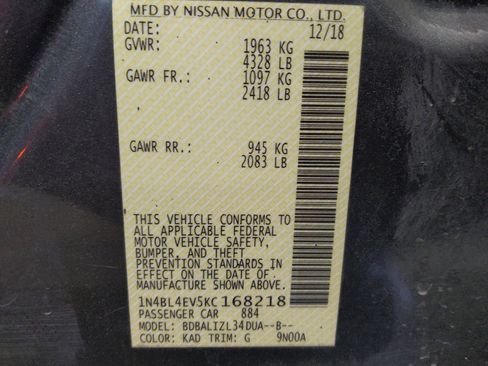 MFD BY NISSAN MOTOR CO., LTD.
DATE: 12/18
GVWR: 1963 KG
4328 LB
GAWR FR.: 1097 KG
2418 LB
GAWR RR.: 945 KG
2083 LB
THIS VEHICLE CONFORMS TO
ALL APPLICABLE FEDERAL
MOTOR VEHICLE SAFETY,
BUMPER, AND THEFT
PREVENTION STANDARDS IN
EFFECT ON THE DATE OF
MANUFACTURE SHOWN ABOVE.
1N4BL4EV5KC168218
PASSENGER CAR 884
MODEL: BDBALIZL34DUA--B--
COLOR: KAD TRIM: G 9N00A